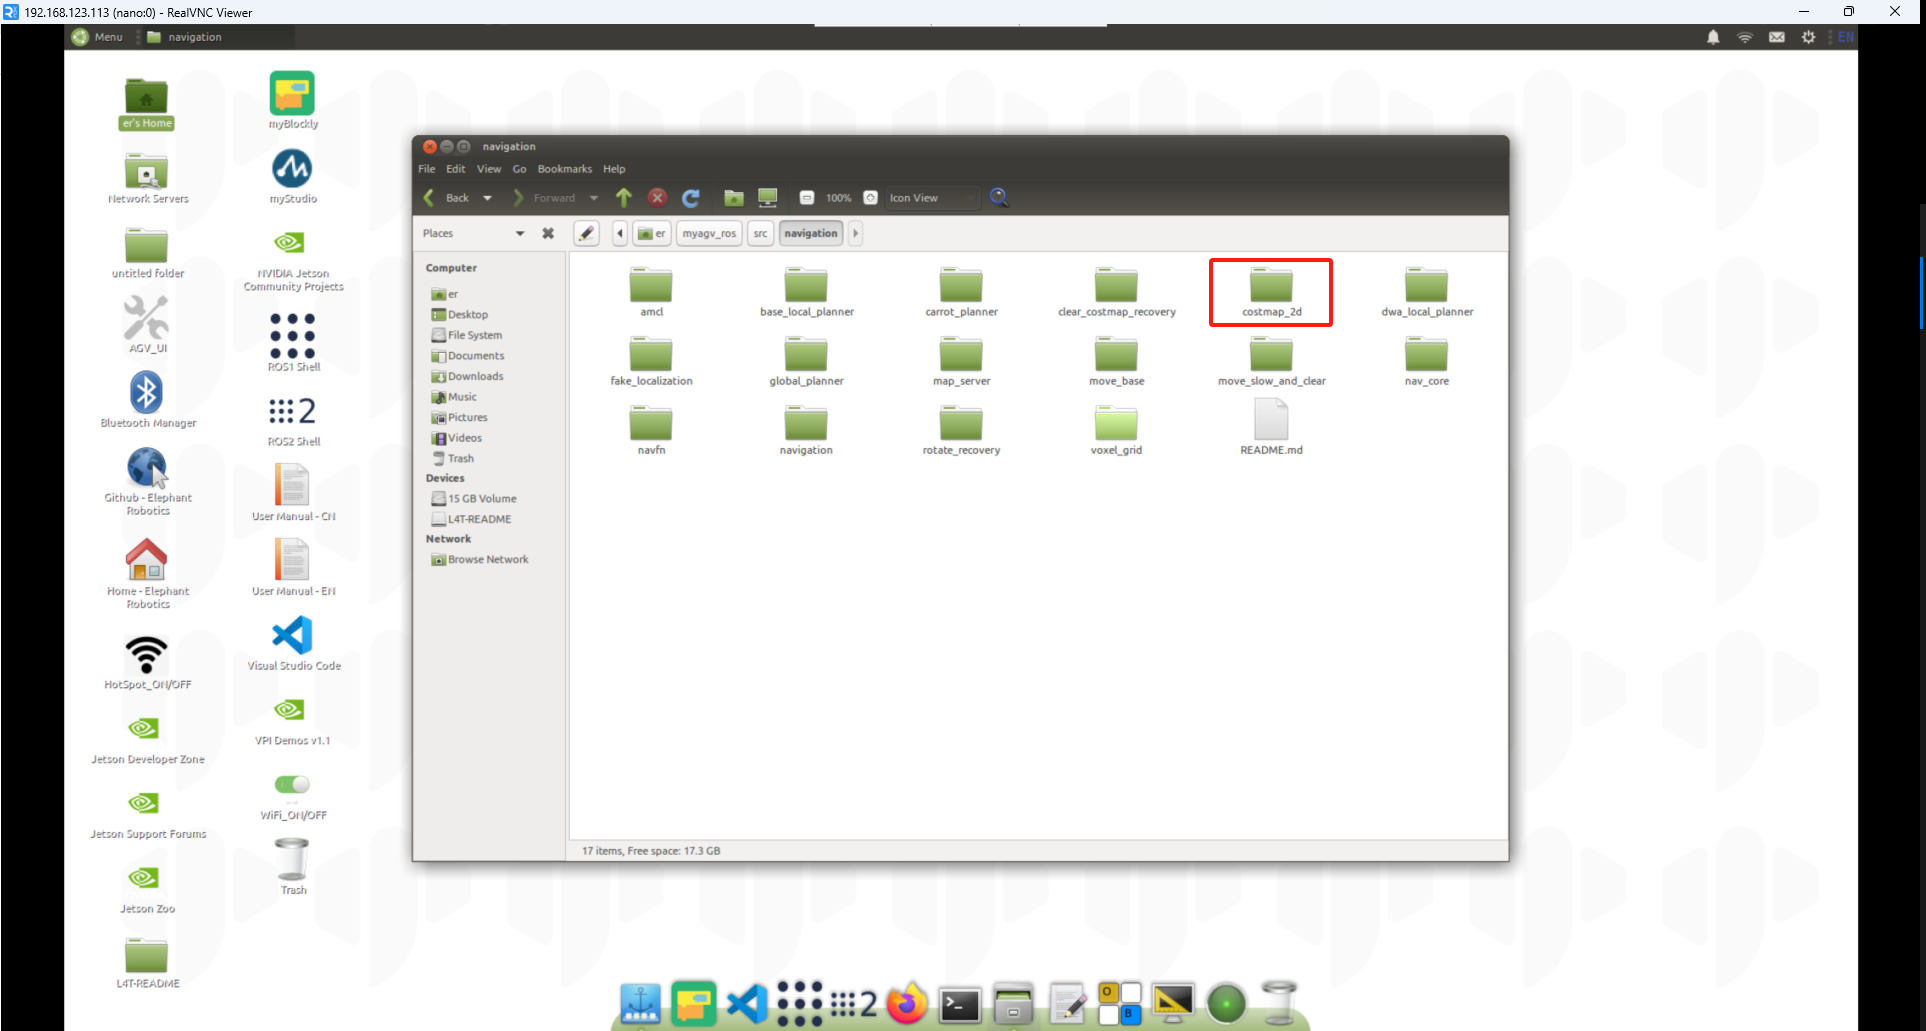 192.168.123.113 (nano:0) - RealVNC Viewer
Menu
navigation
EN
er's Home
myBlockly
Network Servers
myStudio
untitled folder
NVIDIA Jetson
Community Projects
AGV_UI
ROS1 Shell
Bluetooth Manager
2
ROS2 Shell
Github - Elephant
Robotics
User Manual - CN
Home - Elephant
Robotics
User Manual - EN
HotSpot_ON/OFF
Visual Studio Code
Jetson Developer Zone
VPI Demos v1.1
Jetson Support Forums
WiFi_ON/OFF
Jetson Zoo
Trash
L4T-README
navigation
File Edit View Go Bookmarks Help
Back Forward 100% Icon View
Places
er myagv_ros src navigation
Computer
er
Desktop
File System
Documents
Downloads
Music
Pictures
Videos
Trash
Devices
15 GB Volume
L4T-README
Network
Browse Network
amcl base_local_planner carrot_planner clear_costmap_recovery costmap_2d dwa_local_planner
fake_localization global_planner map_server move_base move_slow_and_clear nav_core
navfn navigation rotate_recovery voxel_grid README.md
17 items, Free space: 17.3 GB
2
O
B